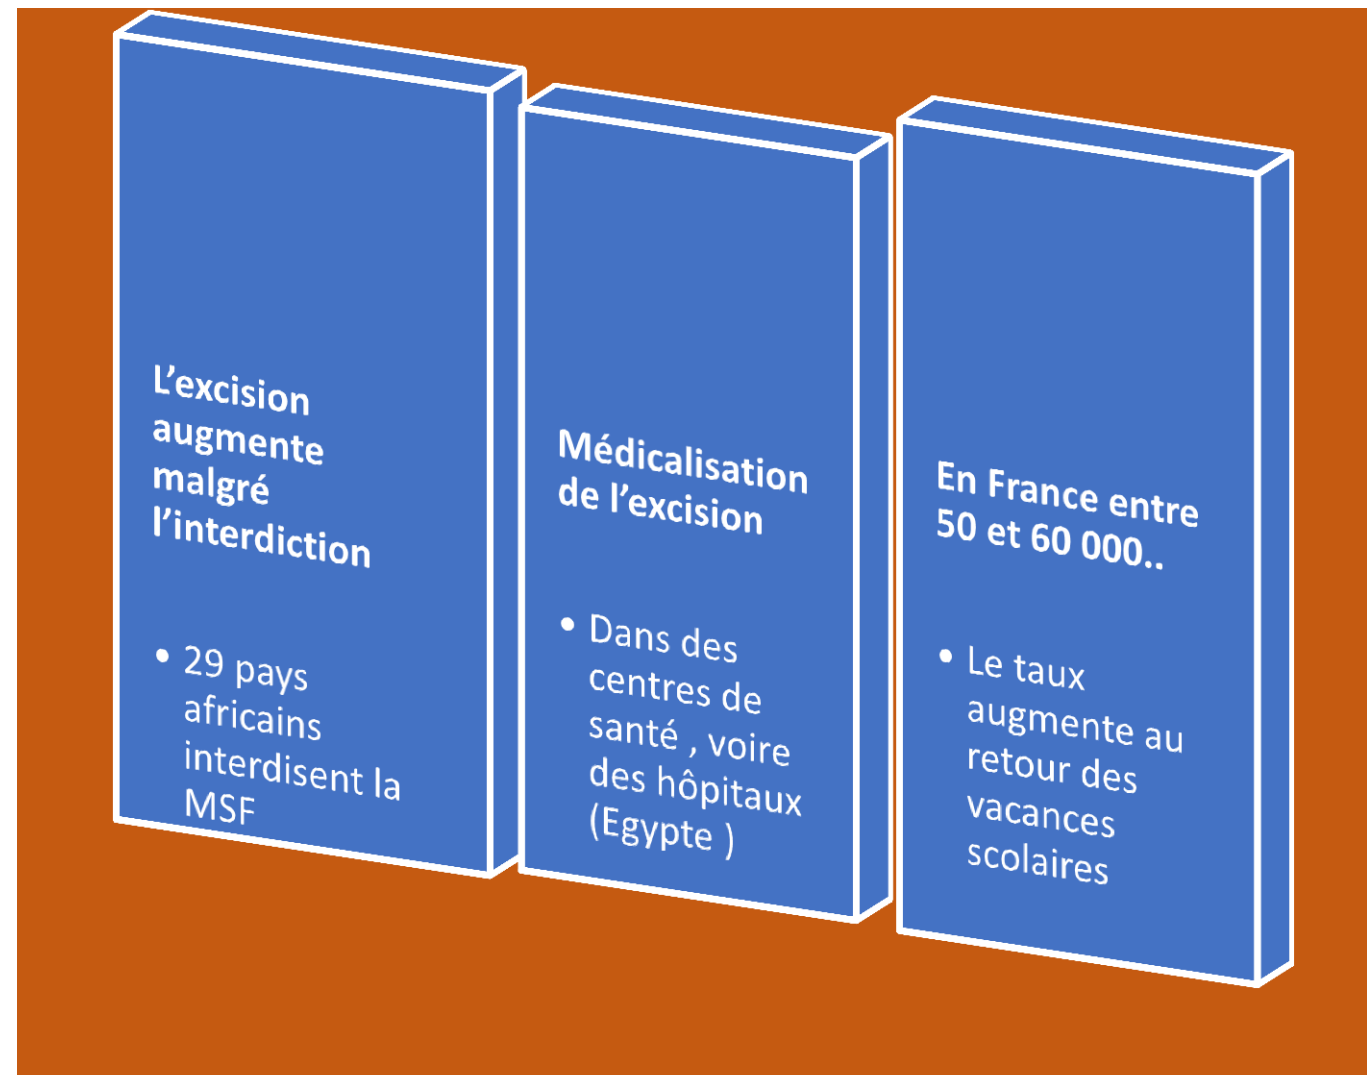 L’excision
augmente
malgré
l’interdiction
• 29 pays
africains
interdisent la
MSF
Médicalisation
de l’excision
• Dans des
centres de
santé , voire
des hôpitaux
(Egypte )
En France entre
50 et 60 000..
• Le taux
augmente au
retour des
vacances
scolaires